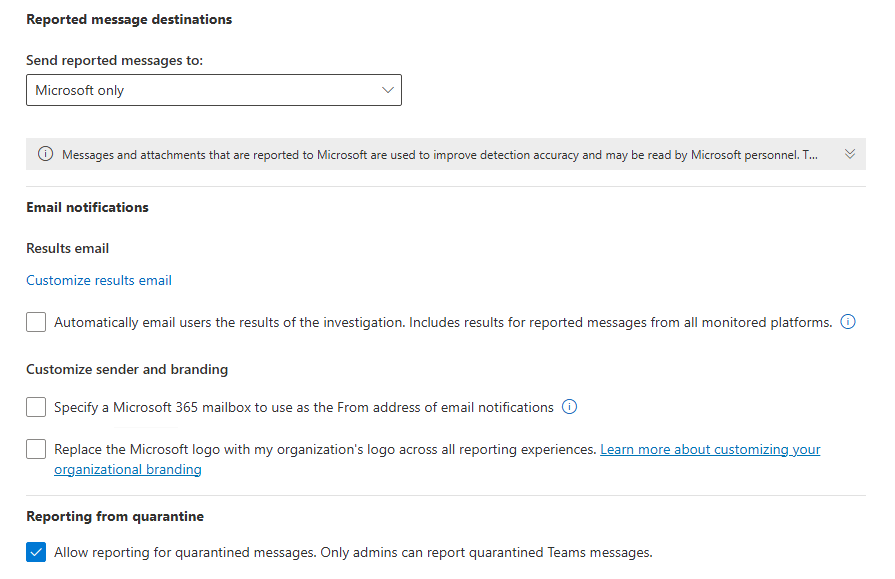 Reported message destinations
Send reported messages to:
Microsoft only
Messages and attachments that are reported to Microsoft are used to improve detection accuracy and may be read by Microsoft personnel. T...
Email notifications
Results email
Customize results email
Automatically email users the results of the investigation. Includes results for reported messages from all monitored platforms.
Customize sender and branding
Specify a Microsoft 365 mailbox to use as the From address of email notifications
Replace the Microsoft logo with my organization's logo across all reporting experiences. Learn more about customizing your
organizational branding
Reporting from quarantine
Allow reporting for quarantined messages. Only admins can report quarantined Teams messages.